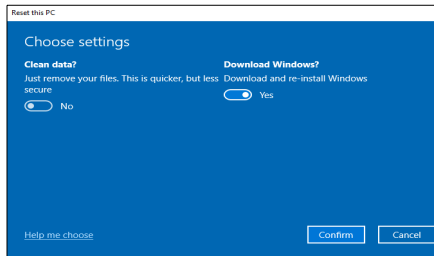 Reset this PC
Choose settings
Clean data?
Just remove your files. This is quicker, but less
secure
No
Download Windows?
Download and re-install Windows
Yes
Help me choose
Confirm
Cancel